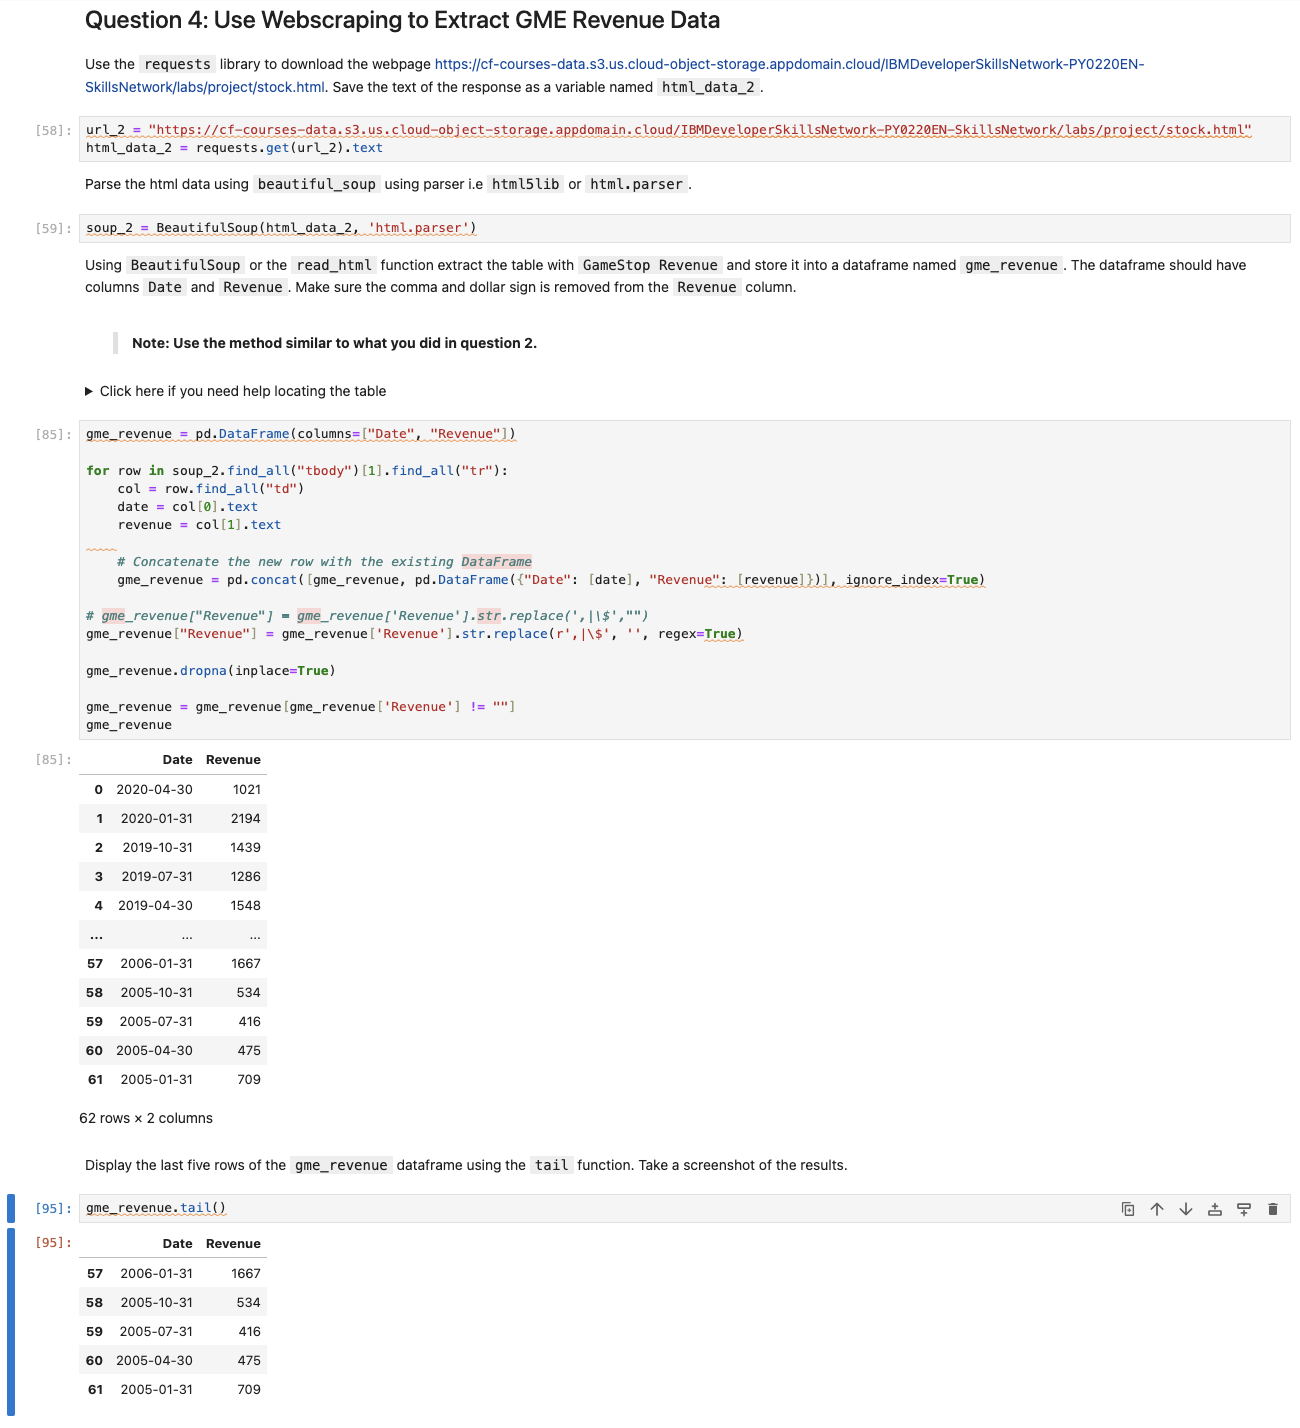 Question 4: Use Webscraping to Extract GME Revenue Data
Use the requests library to download the webpage https://cf-courses-data.s3.us.cloud-object-storage.appdomain.cloud/IBMDeveloperSkillsNetwork-PY0220EN-
SkillsNetwork/labs/project/stock.html. Save the text of the response as a variable named html_data_2.
[58]: url_2 = "https://cf-courses-data.s3.us.cloud-object-storage.appdomain.cloud/IBMDeveloperSkillsNetwork-PY0220EN-SkillsNetwork/labs/project/stock.html"
html_data_2 = requests.get(url_2).text
Parse the html data using beautiful_soup using parser i.e html5lib or html.parser.
[59]: soup_2 = BeautifulSoup(html_data_2, 'html.parser')
Using BeautifulSoup or the read_html function extract the table with GameStop Revenue and store it into a dataframe named gme_revenue. The dataframe should have
columns Date and Revenue. Make sure the comma and dollar sign is removed from the Revenue column.
Note: Use the method similar to what you did in question 2.
▶ Click here if you need help locating the table
[85]: gme_revenue = pd.DataFrame(columns=["Date", "Revenue"])
for row in soup_2.find_all("tbody")[1].find_all("tr"):
    col = row.find_all("td")
    date = col[0].text
    revenue = col[1].text
    # Concatenate the new row with the existing DataFrame
    gme_revenue = pd.concat([gme_revenue, pd.DataFrame({"Date": [date], "Revenue": [revenue]})], ignore_index=True)
# gme_revenue["Revenue"] = gme_revenue['Revenue'].str.replace(',|\$',"")
gme_revenue["Revenue"] = gme_revenue['Revenue'].str.replace(r',|\$', '', regex=True)
gme_revenue.dropna(inplace=True)
gme_revenue = gme_revenue[gme_revenue['Revenue'] != ""]
gme_revenue
[85]: Date Revenue
0 2020-04-30 1021
1 2020-01-31 2194
2 2019-10-31 1439
3 2019-07-31 1286
4 2019-04-30 1548
... ... ...
57 2006-01-31 1667
58 2005-10-31 534
59 2005-07-31 416
60 2005-04-30 475
61 2005-01-31 709
62 rows × 2 columns
Display the last five rows of the gme_revenue dataframe using the tail function. Take a screenshot of the results.
[95]: gme_revenue.tail()
[95]: Date Revenue
57 2006-01-31 1667
58 2005-10-31 534
59 2005-07-31 416
60 2005-04-30 475
61 2005-01-31 709